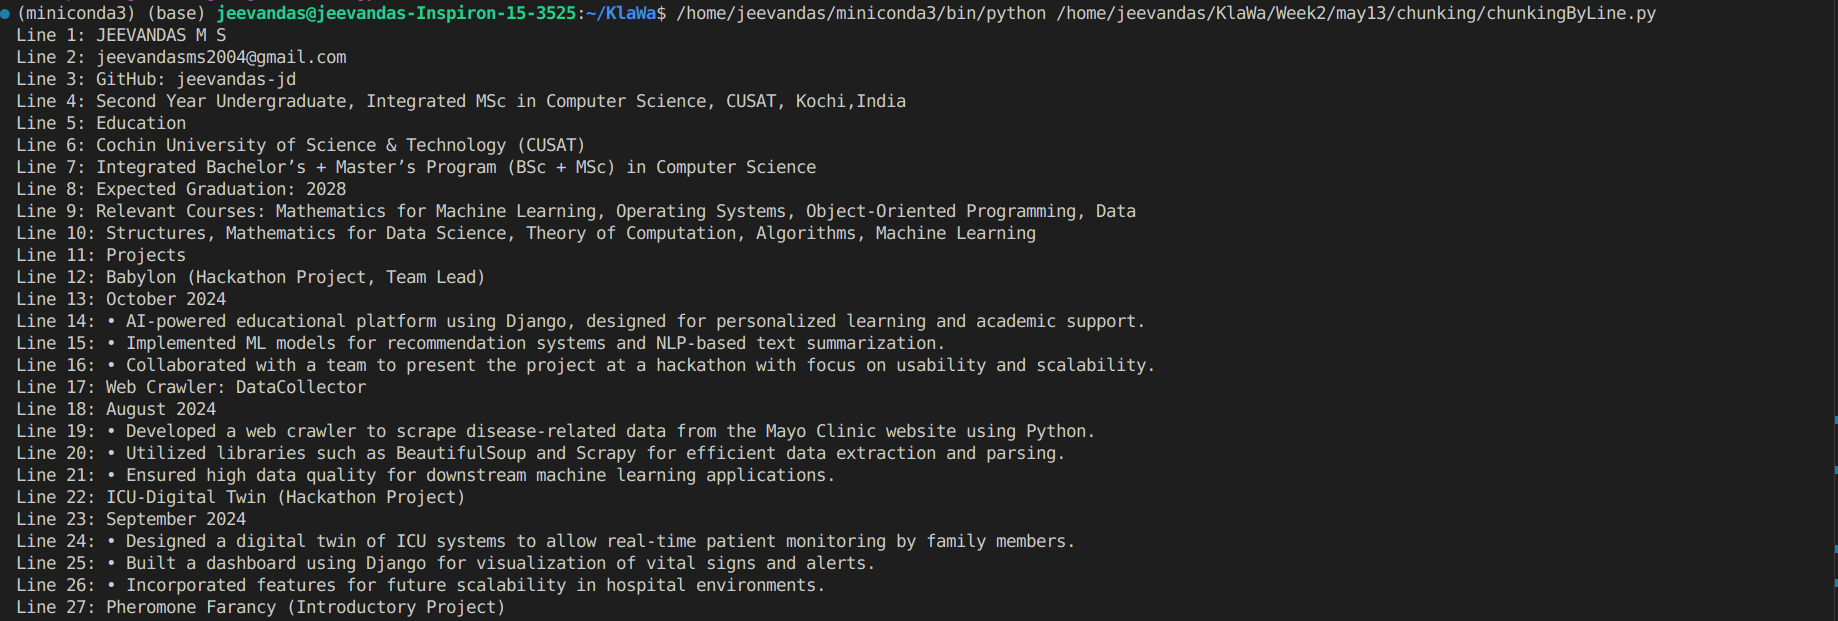 (miniconda3) (base) jeevandas@jeevandas-Inspiron-15-3525:~/KlaWa$ /home/jeevandas/miniconda3/bin/python /home/jeevandas/KlaWa/Week2/may13/chunking/chunkingByLine.py
Line 1: JEEVANDAS M S
Line 2: jeevandasms2004@gmail.com
Line 3: GitHub: jeevandas-jd
Line 4: Second Year Undergraduate, Integrated MSc in Computer Science, CUSAT, Kochi,India
Line 5: Education
Line 6: Cochin University of Science & Technology (CUSAT)
Line 7: Integrated Bachelor’s + Master’s Program (BSc + MSc) in Computer Science
Line 8: Expected Graduation: 2028
Line 9: Relevant Courses: Mathematics for Machine Learning, Operating Systems, Object-Oriented Programming, Data
Line 10: Structures, Mathematics for Data Science, Theory of Computation, Algorithms, Machine Learning
Line 11: Projects
Line 12: Babylon (Hackathon Project, Team Lead)
Line 13: October 2024
Line 14: • AI-powered educational platform using Django, designed for personalized learning and academic support.
Line 15: • Implemented ML models for recommendation systems and NLP-based text summarization.
Line 16: • Collaborated with a team to present the project at a hackathon with focus on usability and scalability.
Line 17: Web Crawler: DataCollector
Line 18: August 2024
Line 19: • Developed a web crawler to scrape disease-related data from the Mayo Clinic website using Python.
Line 20: • Utilized libraries such as BeautifulSoup and Scrapy for efficient data extraction and parsing.
Line 21: • Ensured high data quality for downstream machine learning applications.
Line 22: ICU-Digital Twin (Hackathon Project)
Line 23: September 2024
Line 24: • Designed a digital twin of ICU systems to allow real-time patient monitoring by family members.
Line 25: • Built a dashboard using Django for visualization of vital signs and alerts.
Line 26: • Incorporated features for future scalability in hospital environments.
Line 27: Pheromone Farancy (Introductory Project)